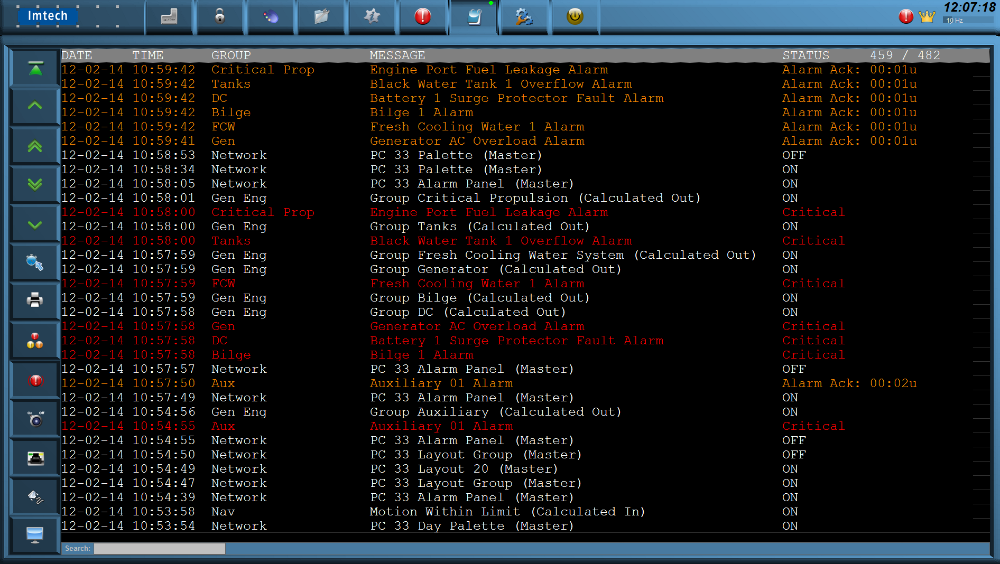 Imtech
12:07:18
10 Hz
DATE TIME GROUP MESSAGE STATUS 459 / 482
12-02-14 10:59:42 Critical Prop Engine Port Fuel Leakage Alarm Alarm Ack: 00:01u
12-02-14 10:59:42 Tanks Black Water Tank 1 Overflow Alarm Alarm Ack: 00:01u
12-02-14 10:59:42 DC Battery 1 Surge Protector Fault Alarm Alarm Ack: 00:01u
12-02-14 10:59:42 Bilge Bilge 1 Alarm Alarm Ack: 00:01u
12-02-14 10:59:42 FCW Fresh Cooling Water 1 Alarm Alarm Ack: 00:01u
12-02-14 10:59:41 Gen Generator AC Overload Alarm Alarm Ack: 00:01u
12-02-14 10:58:53 Network PC 33 Palette (Master) OFF
12-02-14 10:58:34 Network PC 33 Palette (Master) ON
12-02-14 10:58:05 Network PC 33 Alarm Panel (Master) ON
12-02-14 10:58:01 Gen Eng Group Critical Propulsion (Calculated Out) ON
12-02-14 10:58:00 Critical Prop Engine Port Fuel Leakage Alarm Critical
12-02-14 10:58:00 Gen Eng Group Tanks (Calculated Out) ON
12-02-14 10:58:00 Tanks Black Water Tank 1 Overflow Alarm Critical
12-02-14 10:57:59 Gen Eng Group Fresh Cooling Water System (Calculated Out) ON
12-02-14 10:57:59 Gen Eng Group Generator (Calculated Out) ON
12-02-14 10:57:59 FCW Fresh Cooling Water 1 Alarm Critical
12-02-14 10:57:59 Gen Eng Group Bilge (Calculated Out) ON
12-02-14 10:57:58 Gen Eng Group DC (Calculated Out) ON
12-02-14 10:57:58 Gen Generator AC Overload Alarm Critical
12-02-14 10:57:58 DC Battery 1 Surge Protector Fault Alarm Critical
12-02-14 10:57:58 Bilge Bilge 1 Alarm Critical
12-02-14 10:57:57 Network PC 33 Alarm Panel (Master) OFF
12-02-14 10:57:50 Aux Auxiliary 01 Alarm Alarm Ack: 00:02u
12-02-14 10:57:49 Network PC 33 Alarm Panel (Master) ON
12-02-14 10:54:56 Gen Eng Group Auxiliary (Calculated Out) ON
12-02-14 10:54:55 Aux Auxiliary 01 Alarm Critical
12-02-14 10:54:55 Network PC 33 Alarm Panel (Master) OFF
12-02-14 10:54:50 Network PC 33 Layout Group (Master) OFF
12-02-14 10:54:49 Network PC 33 Layout 20 (Master) ON
12-02-14 10:54:47 Network PC 33 Layout Group (Master) ON
12-02-14 10:54:39 Network PC 33 Alarm Panel (Master) ON
12-02-14 10:53:58 Nav Motion Within Limit (Calculated In) ON
12-02-14 10:53:54 Network PC 33 Day Palette (Master) ON
On Off
Search: